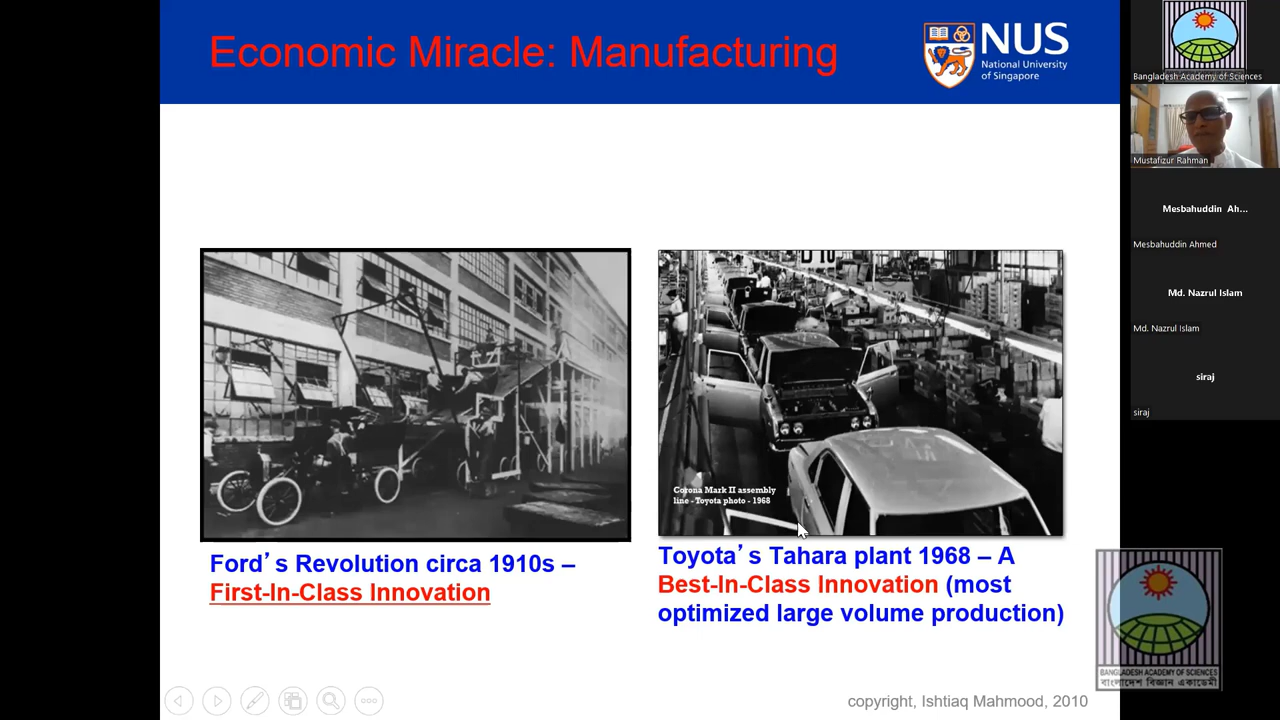 Economic Miracle: Manufacturing
NUS
National University
of Singapore
Corona Mark II assembly
line - Toyota photo - 1968
Ford’s Revolution circa 1910s –
First-In-Class Innovation
Toyota’s Tahara plant 1968 – A
Best-In-Class Innovation (most
optimized large volume production)
copyright, Ishtiaq Mahmood, 2010
Bangladesh Academy of Sciences
Mustafizur Rahman
Mesbahuddin Ah...
Mesbahuddin Ahmed
Md. Nazrul Islam
Md. Nazrul Islam
siraj
siraj
BANGLADESH ACADEMY OF SCIENCES
বাংলাদেশ বিজ্ঞান একাডেমী